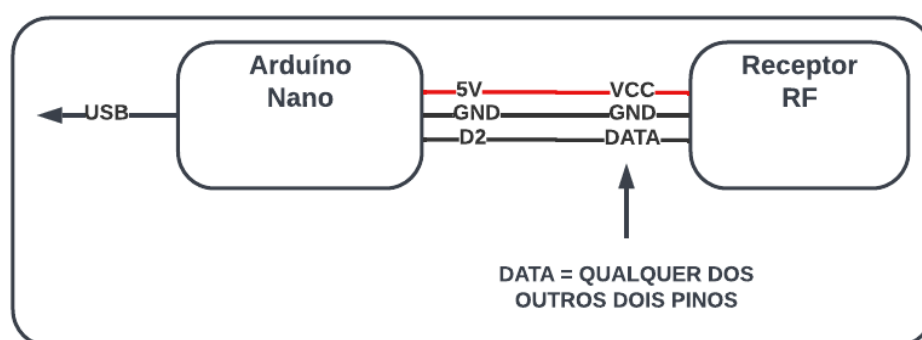 Arduíno
Nano
Receptor
RF
5V
VCC
USB
GND
GND
D2
DATA
DATA = QUALQUER DOS
OUTROS DOIS PINOS